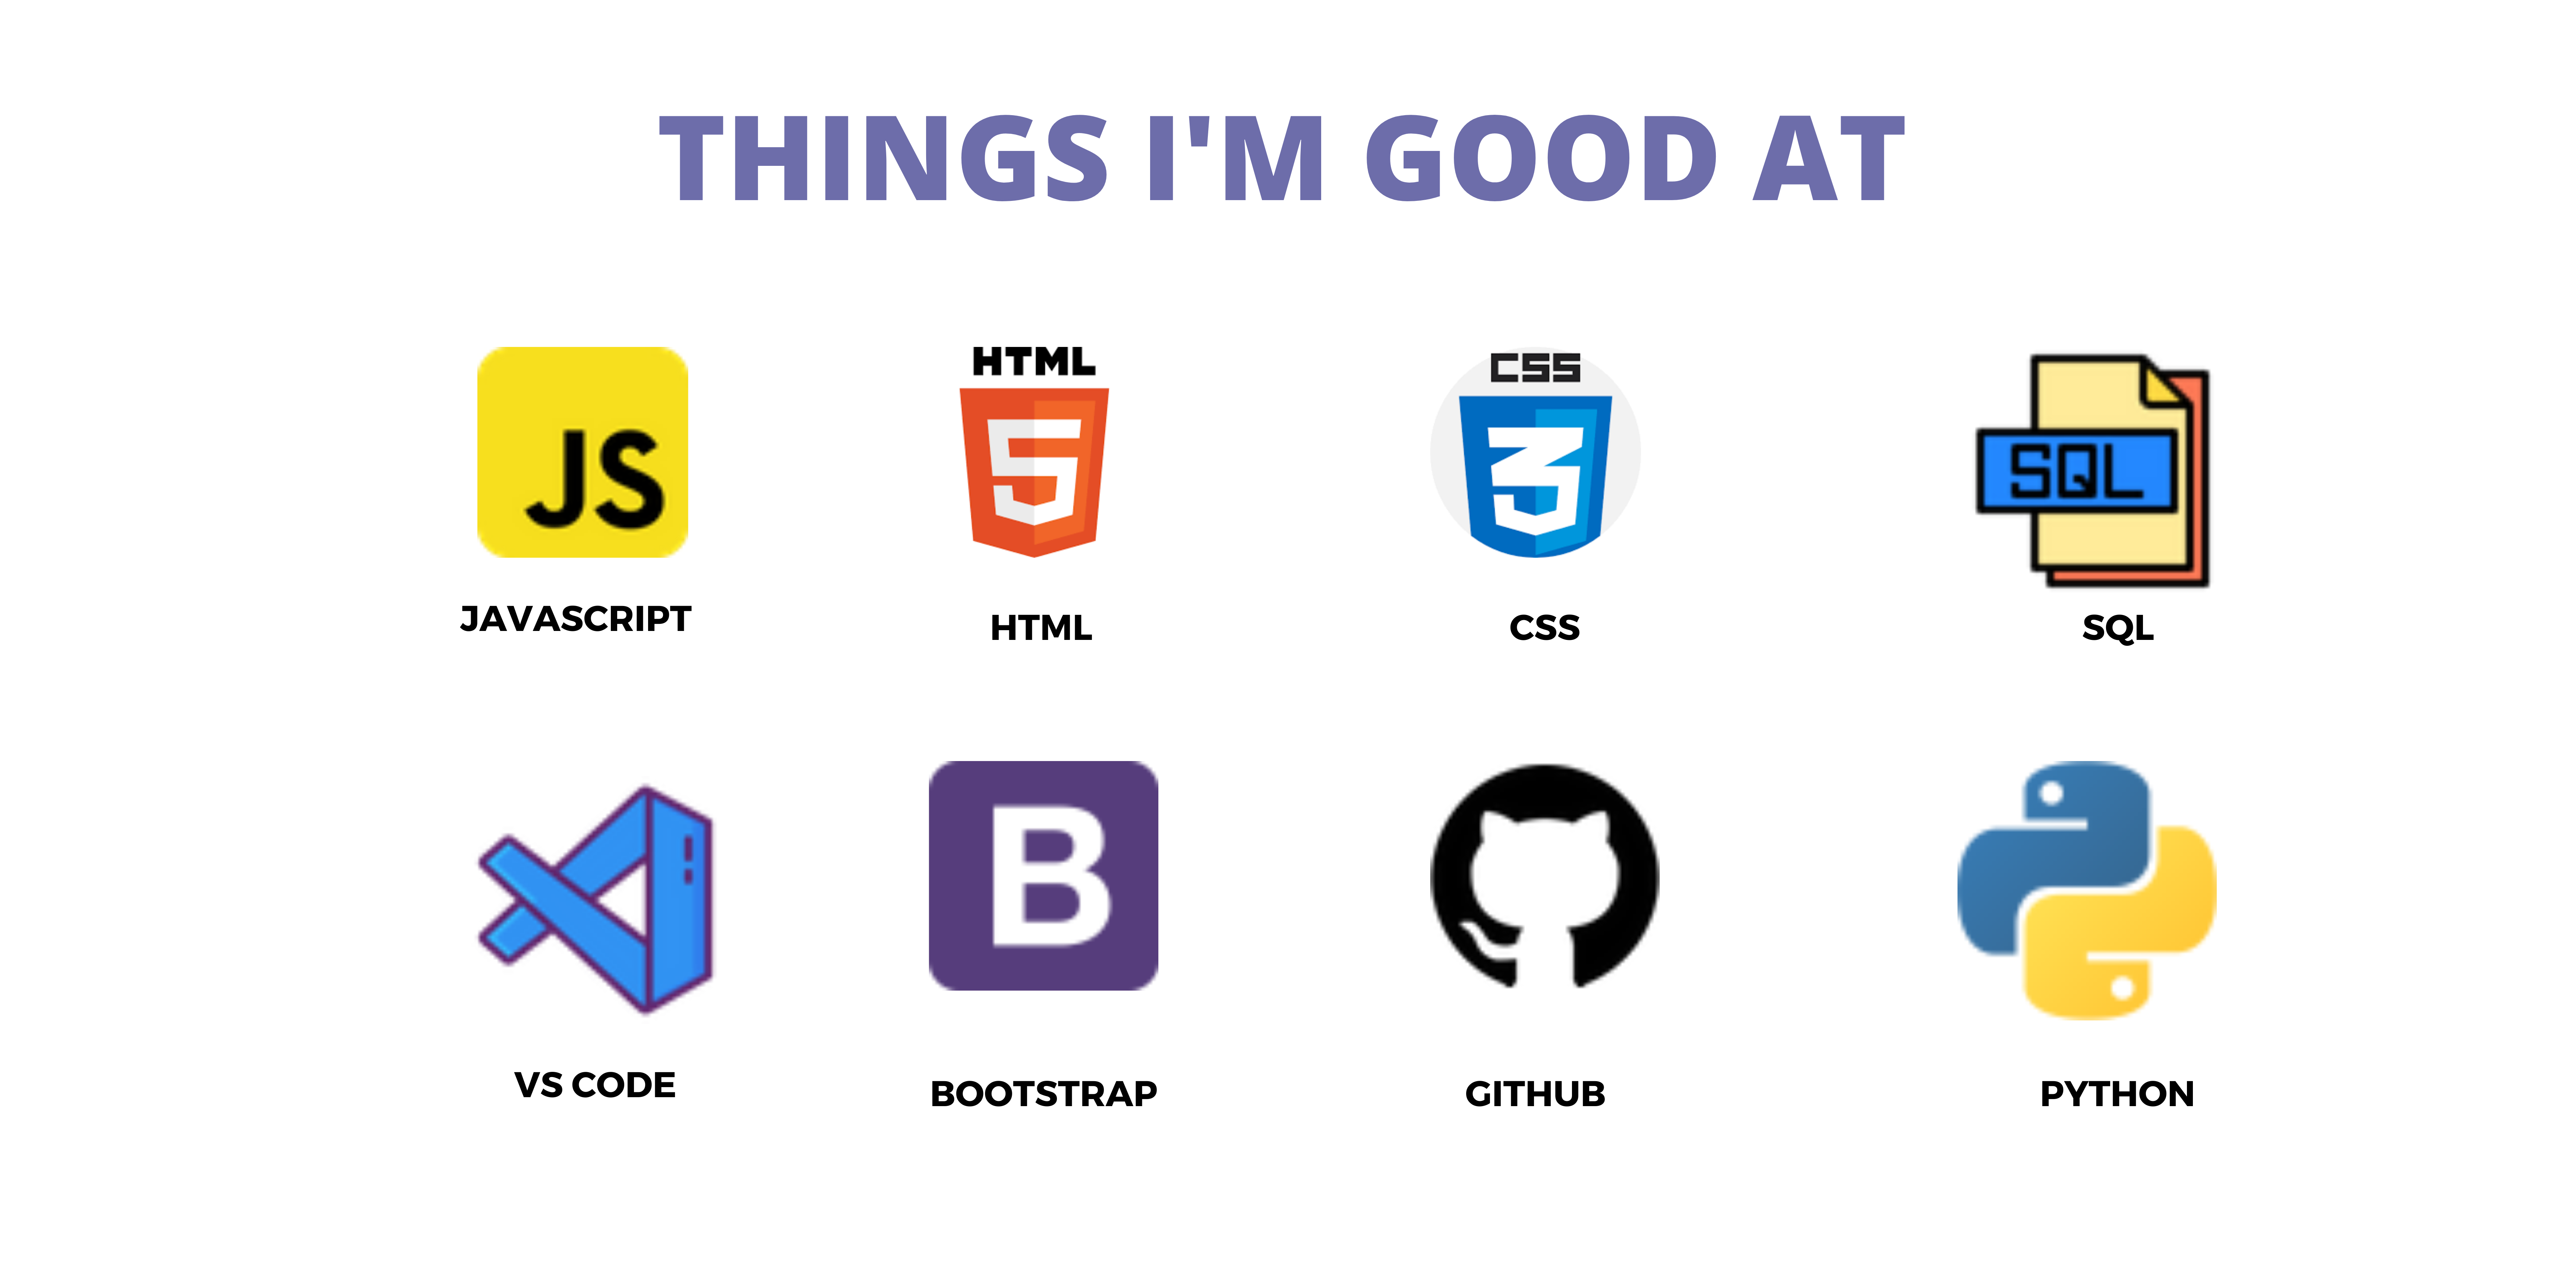 THINGS I'M GOOD AT
JS
HTML
5
CSS
3
SQL
JAVASCRIPT
HTML
CSS
SQL
B
VS CODE
BOOTSTRAP
GITHUB
PYTHON